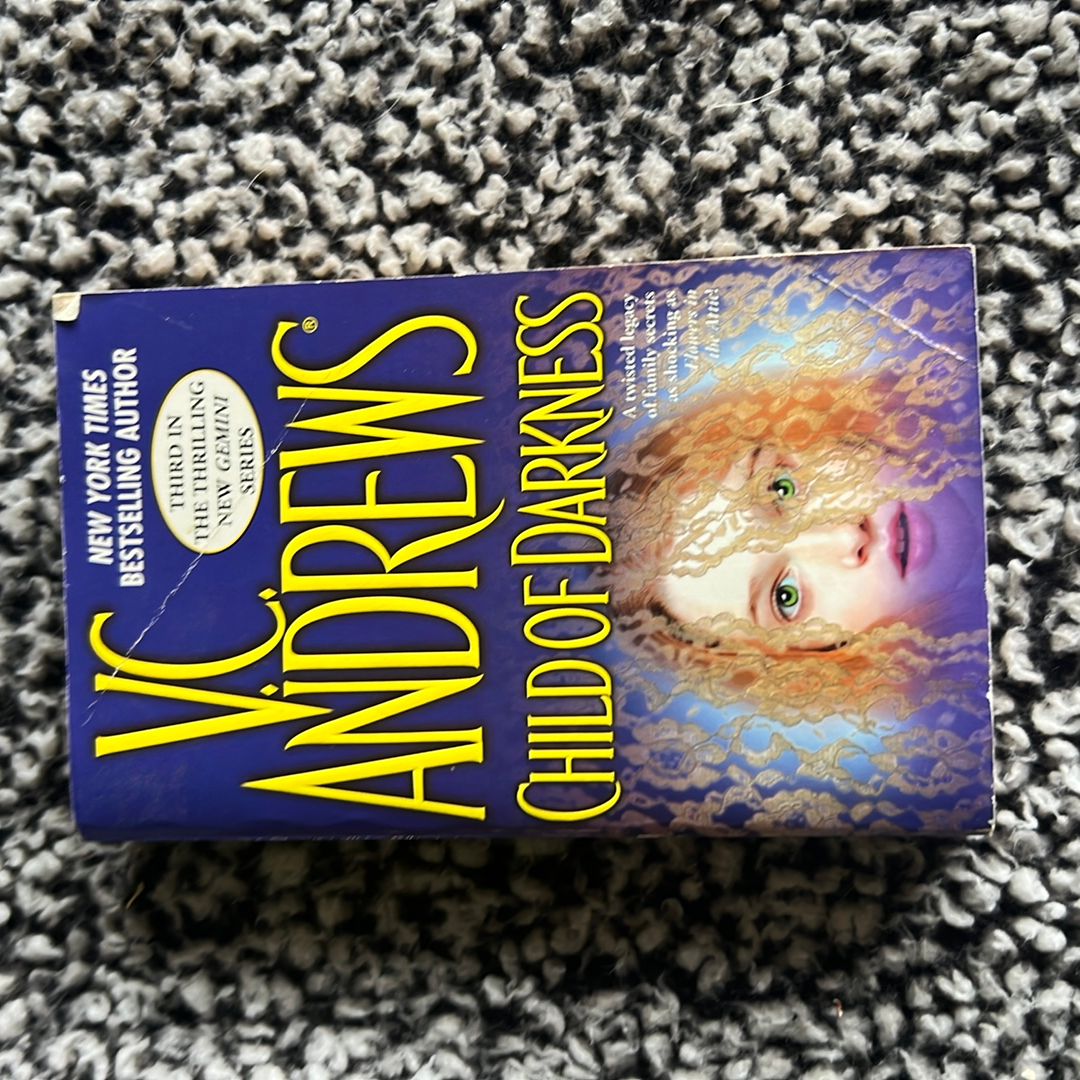 NEW YORK TIMES
BESTSELLING AUTHOR
THIRD IN
THE THRILLING
NEW GEMINI
SERIES
V.C.
ANDREWS®
CHILD OF DARKNESS
A twisted legacy
of family secrets
as shocking as
Flowers in
the Attic!